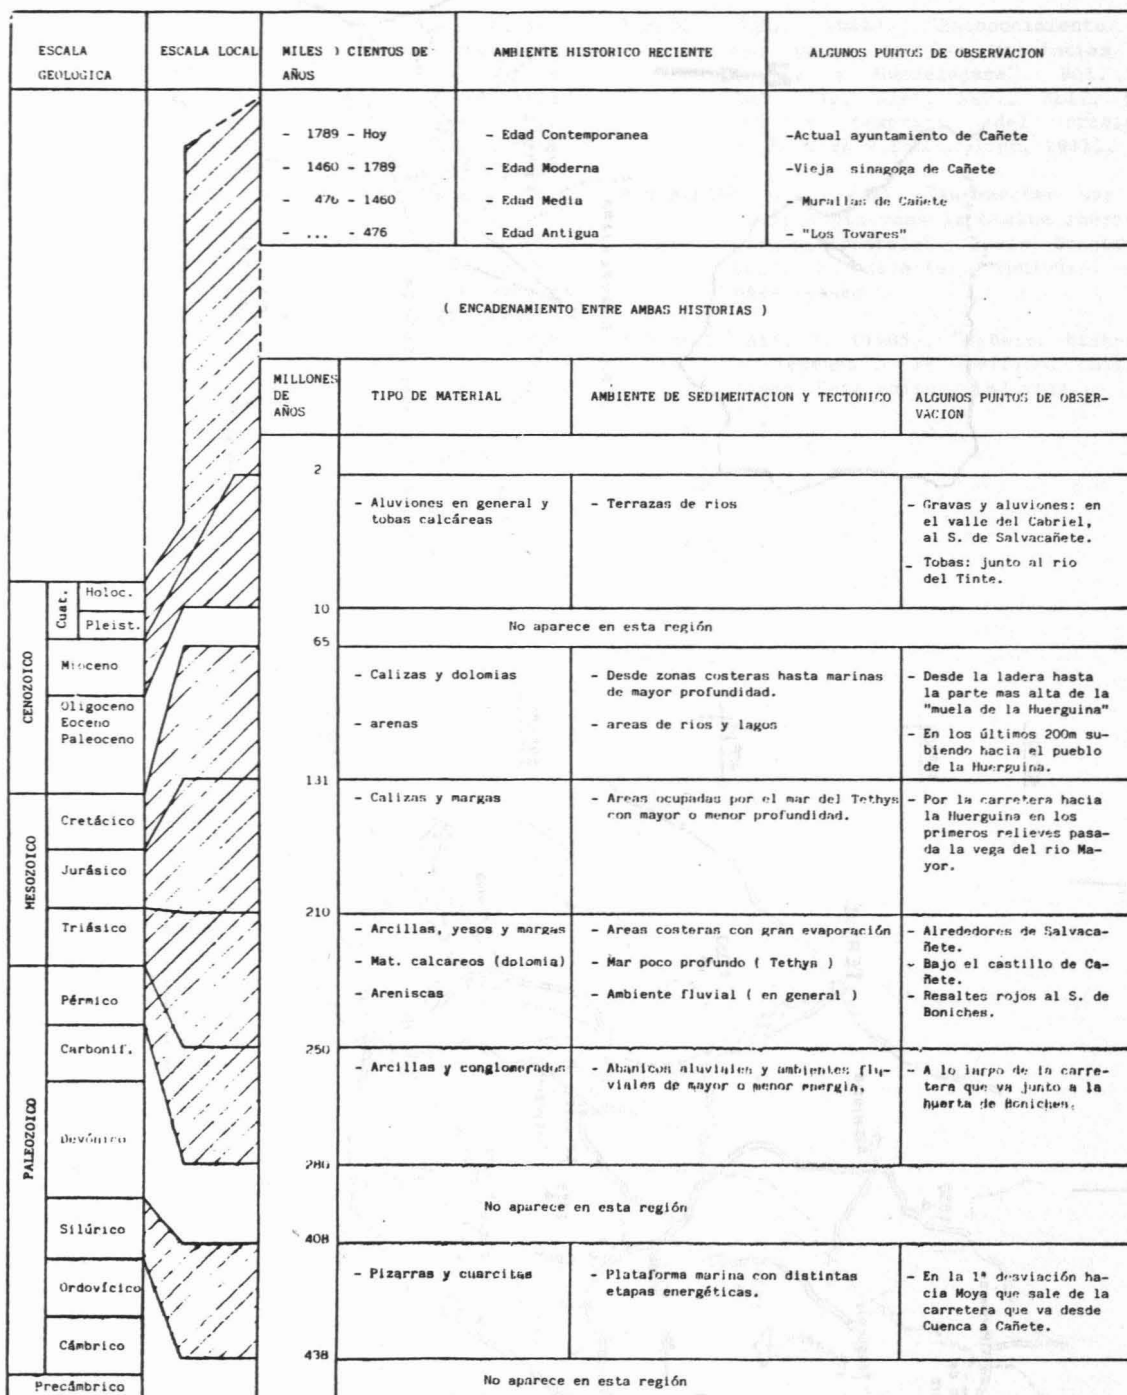 ESCALA GEOLOGICA
ESCALA LOCAL
MILES ) CIENTOS DE AÑOS
AMBIENTE HISTORICO RECIENTE
ALGUNOS PUNTOS DE OBSERVACION
- 1789 - Hoy
- Edad Contemporanea
-Actual ayuntamiento de Cañete
- 1460 - 1789
- Edad Moderna
-Vieja sinagoga de Cañete
- 476 - 1460
- Edad Media
- Murallas de Cañete
- ... - 476
- Edad Antigua
- "Los Tovares"
( ENCADENAMIENTO ENTRE AMBAS HISTORIAS )
MILLONES
DE
AÑOS
TIPO DE MATERIAL
AMBIENTE DE SEDIMENTACION Y TECTONICO
ALGUNOS PUNTOS DE OBSER-
VACION
2
- Aluviones en general y
tobas calcáreas
- Terrazas de rios
- Gravas y aluviones: en
el valle del Cabriel,
al S. de Salvacañete.
- Tobas: junto al rio
del Tinte.
10
No aparece en esta región
65
- Calizas y dolomias
- Desde zonas costeras hasta marinas
de mayor profundidad.
- Desde la ladera hasta
la parte mas alta de la
"muela de la Huerguina"
- arenas
- areas de rios y lagos
- En los últimos 200m su-
biendo hacia el pueblo
de la Huerguina.
131
- Calizas y margas
- Areas ocupadas por el mar del Tethys
con mayor o menor profundidad.
- Por la carretera hacia
la Huerguina en los
primeros relieves pasa-
da la vega del rio Ma-
yor.
210
- Arcillas, yesos y margas
- Areas costeras con gran evaporación
- Alrededores de Salvaca-
ñete.
- Mat. calcareos (dolomia)
- Mar poco profundo ( Tethys )
- Bajo el castillo de Ca-
ñete.
- Areniscas
- Ambiente fluvial ( en general )
- Resaltes rojos al S. de
Boniches.
250
- Arcillas y conglomerados
- Abanicos aluviales y ambientes flu-
viales de mayor o menor energia.
- A lo largo de la carre-
tera que va junto a la
huerta de Boniches.
280
No aparece en esta región
408
- Pizarras y cuarcitas
- Plataforma marina con distintas
etapas energéticas.
- En la 1ª desviación ha-
cia Moya que sale de la
carretera que va desde
Cuenca a Cañete.
438
No aparece en esta región
CENOZOICO
Cuat.
Holoc.
Pleist.
Mioceno
Oligoceno
Eoceno
Paleoceno
MESOZOICO
Cretácico
Jurásico
Triásico
PALEOZOICO
Pérmico
Carbonif.
Devónico
Silúrico
Ordovícico
Cámbrico
Precámbrico